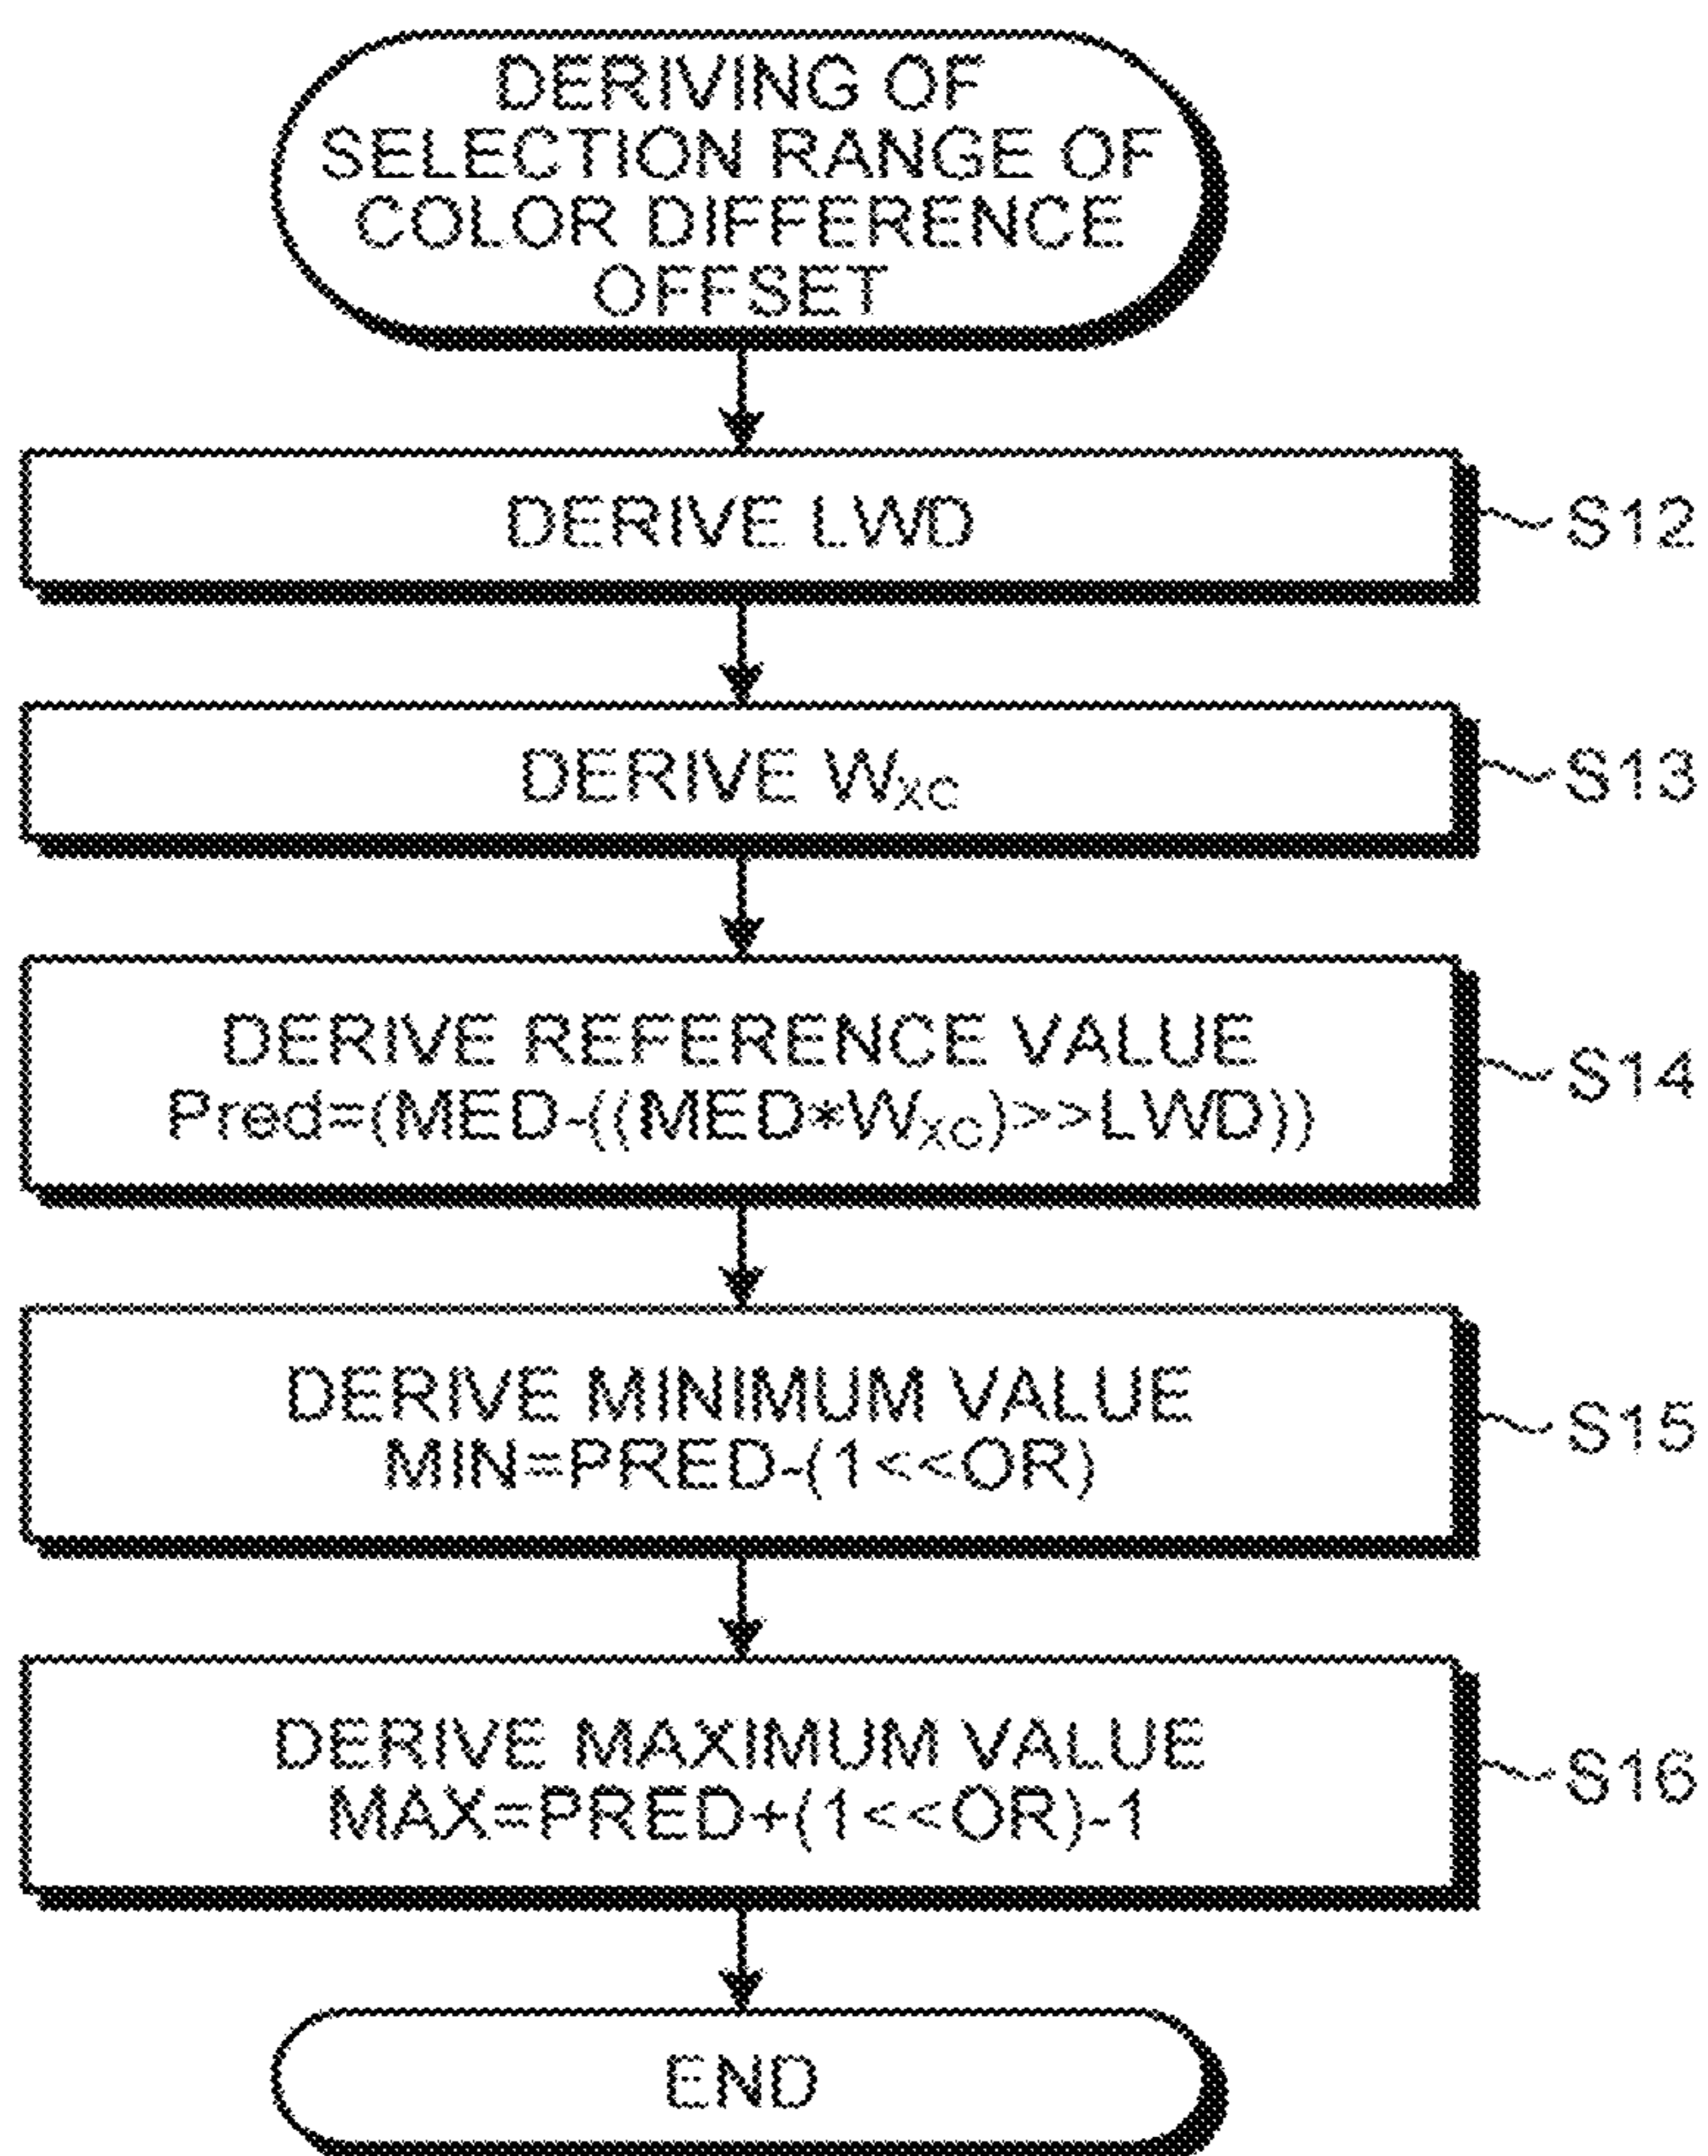 DERIVING OF
SELECTION RANGE OF
COLOR DIFFERENCE
OFFSET
DERIVE LWD
S12
DERIVE WXC
S13
DERIVE REFERENCE VALUE
Pred=(MED-((MED*WXC)>>LWD))
S14
DERIVE MINIMUM VALUE
MIN=PRED-(1<<OR)
S15
DERIVE MAXIMUM VALUE
MAX=PRED+(1<<OR)-1
S16
END